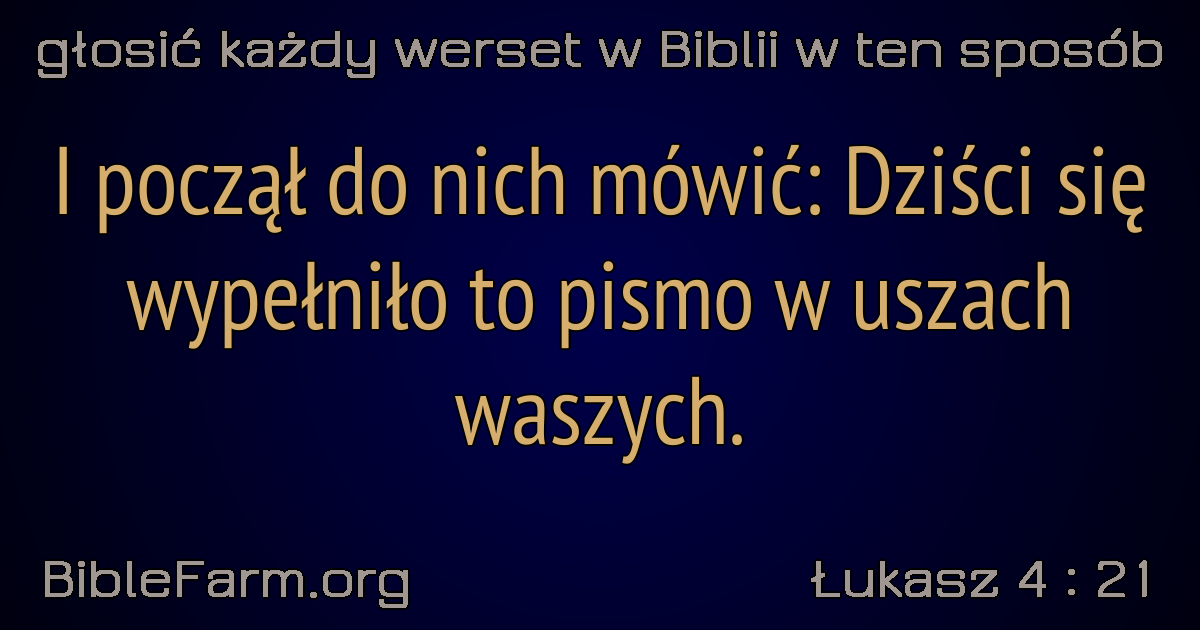 głosić każdy werset w Biblii w ten sposób
I począł do nich mówić: Dziści się
wypełniło to pismo w uszach
waszych.
BibleFarm.org
Łukasz 4 : 21